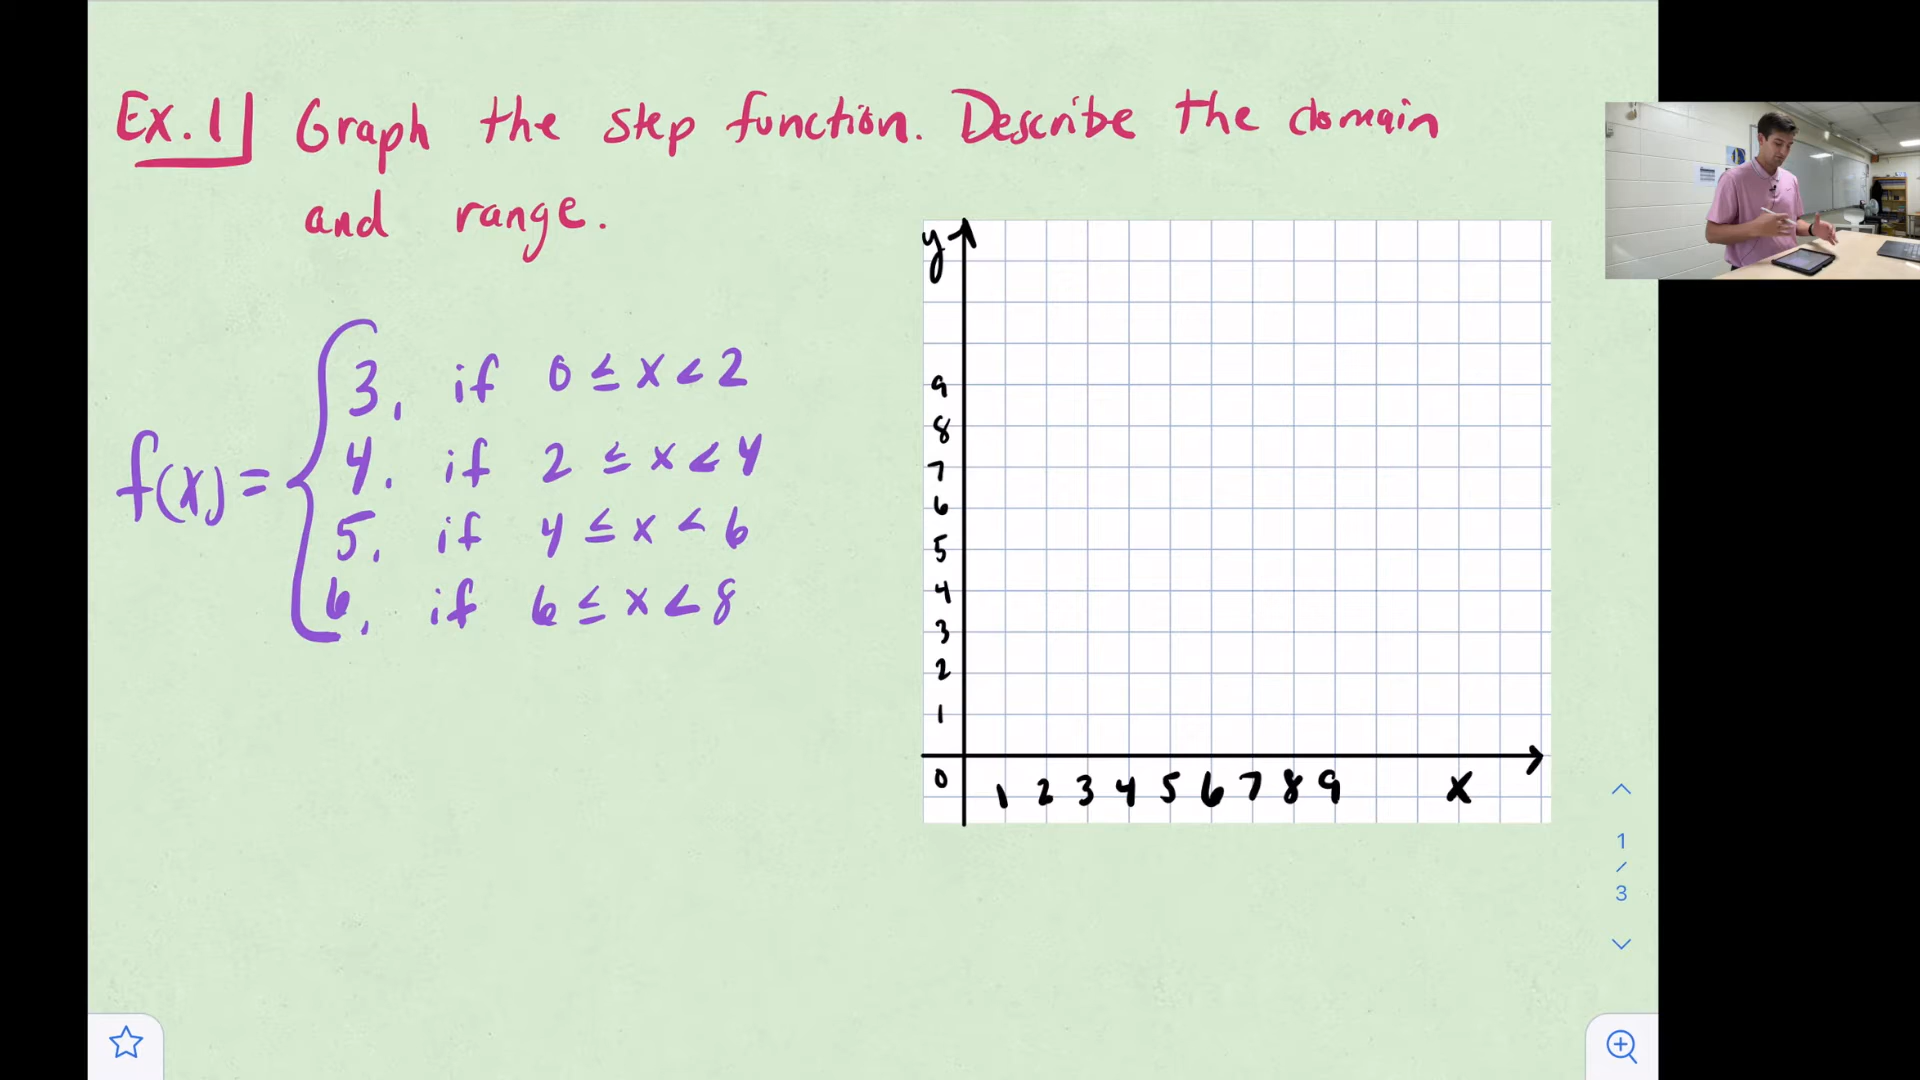 Ex. 1 Graph the step function. Describe the domain
and range.
f(x) = { 3, if 0 ≤ x < 2
4, if 2 ≤ x < 4
5, if 4 ≤ x < 6
6, if 6 ≤ x < 8
y
9
8
7
6
5
4
3
2
1
0 1 2 3 4 5 6 7 8 9 x
1
/
3